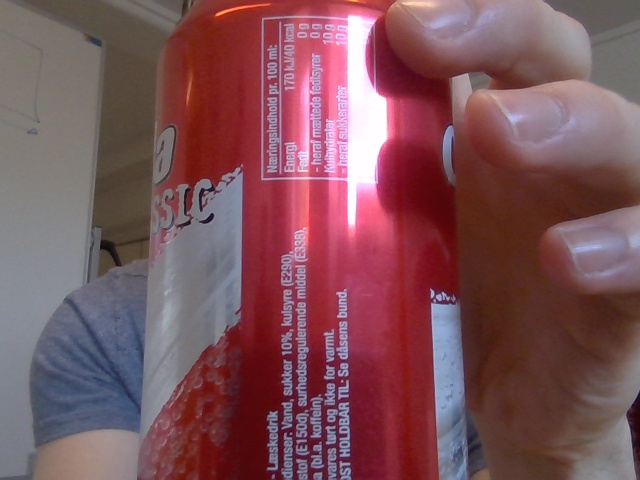 a
SSIC
Næringsindhold pr. 100 ml:
Energi 170 kJ/40 kcal
Fedt 0 g
- heraf mættede fedtsyrer 0 g
Kulhydrater 10 g
- heraf sukkerarter 10 g
- Læskedrik
dienser: Vand, sukker 10%, kulsyre (E290),
stof (E150d), surhedsregulerende middel (E338),
a (bl.a. koffein).
vares tørt og ikke for varmt.
ST HOLDBAR TIL: Se dåsens bund.